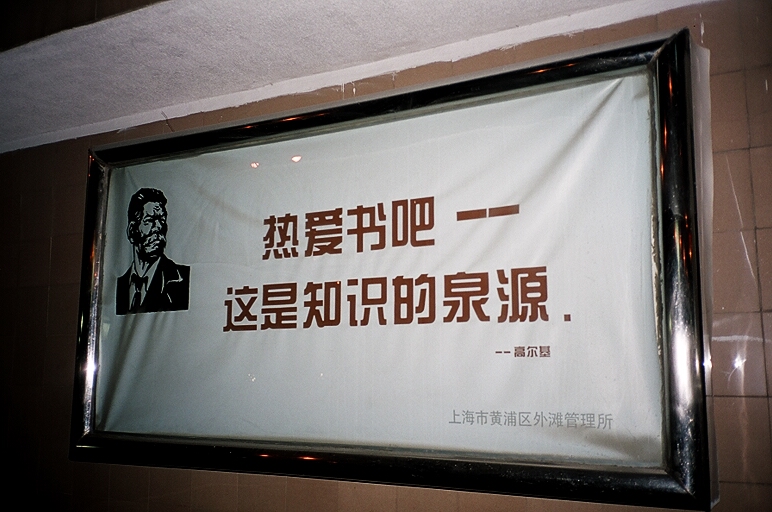 热爱书吧 ——
这是知识的泉源.
--高尔基
上海市黄浦区外滩管理所